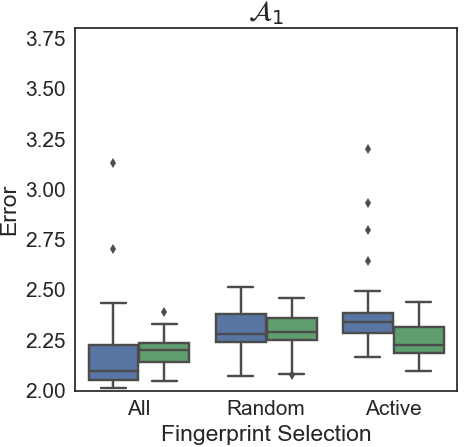 𝒜₁
3.75
3.50
3.25
3.00
2.75
2.50
2.25
2.00
Error
All Random Active
Fingerprint Selection